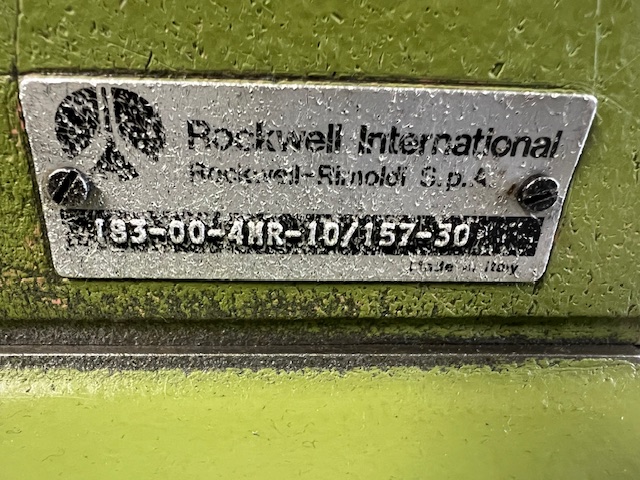 Rockwell International
Rockwell-Rimoldi S.p.A.
183-00-4MR-10/157-30
Made in Italy